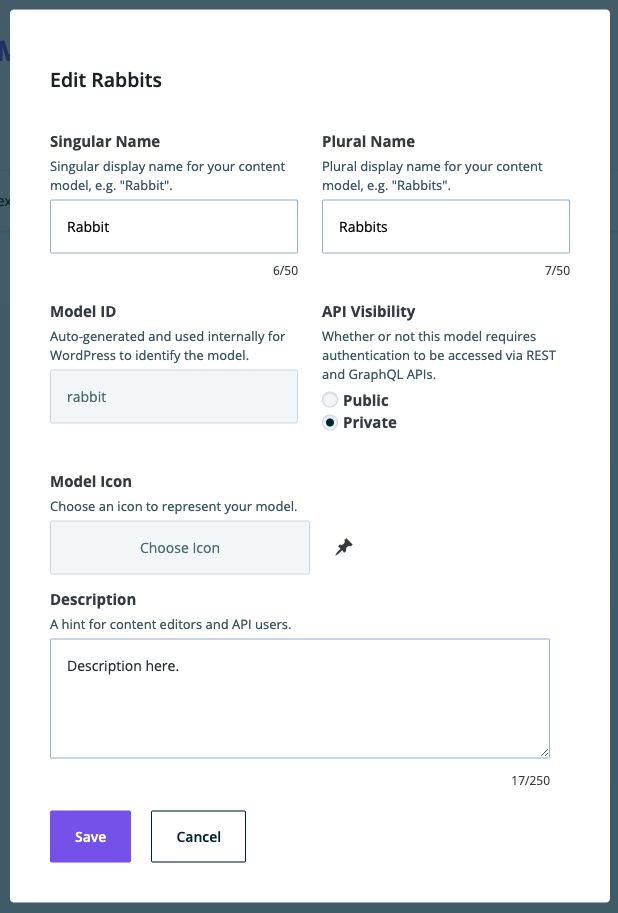 Edit Rabbits
Singular Name
Singular display name for your content
model, e.g. "Rabbit".
Rabbit
6/50
Plural Name
Plural display name for your content
model, e.g. "Rabbits".
Rabbits
7/50
Model ID
Auto-generated and used internally for
WordPress to identify the model.
rabbit
API Visibility
Whether or not this model requires
authentication to be accessed via REST
and GraphQL APIs.
Public
Private
Model Icon
Choose an icon to represent your model.
Choose Icon
Description
A hint for content editors and API users.
Description here.
17/250
Save
Cancel